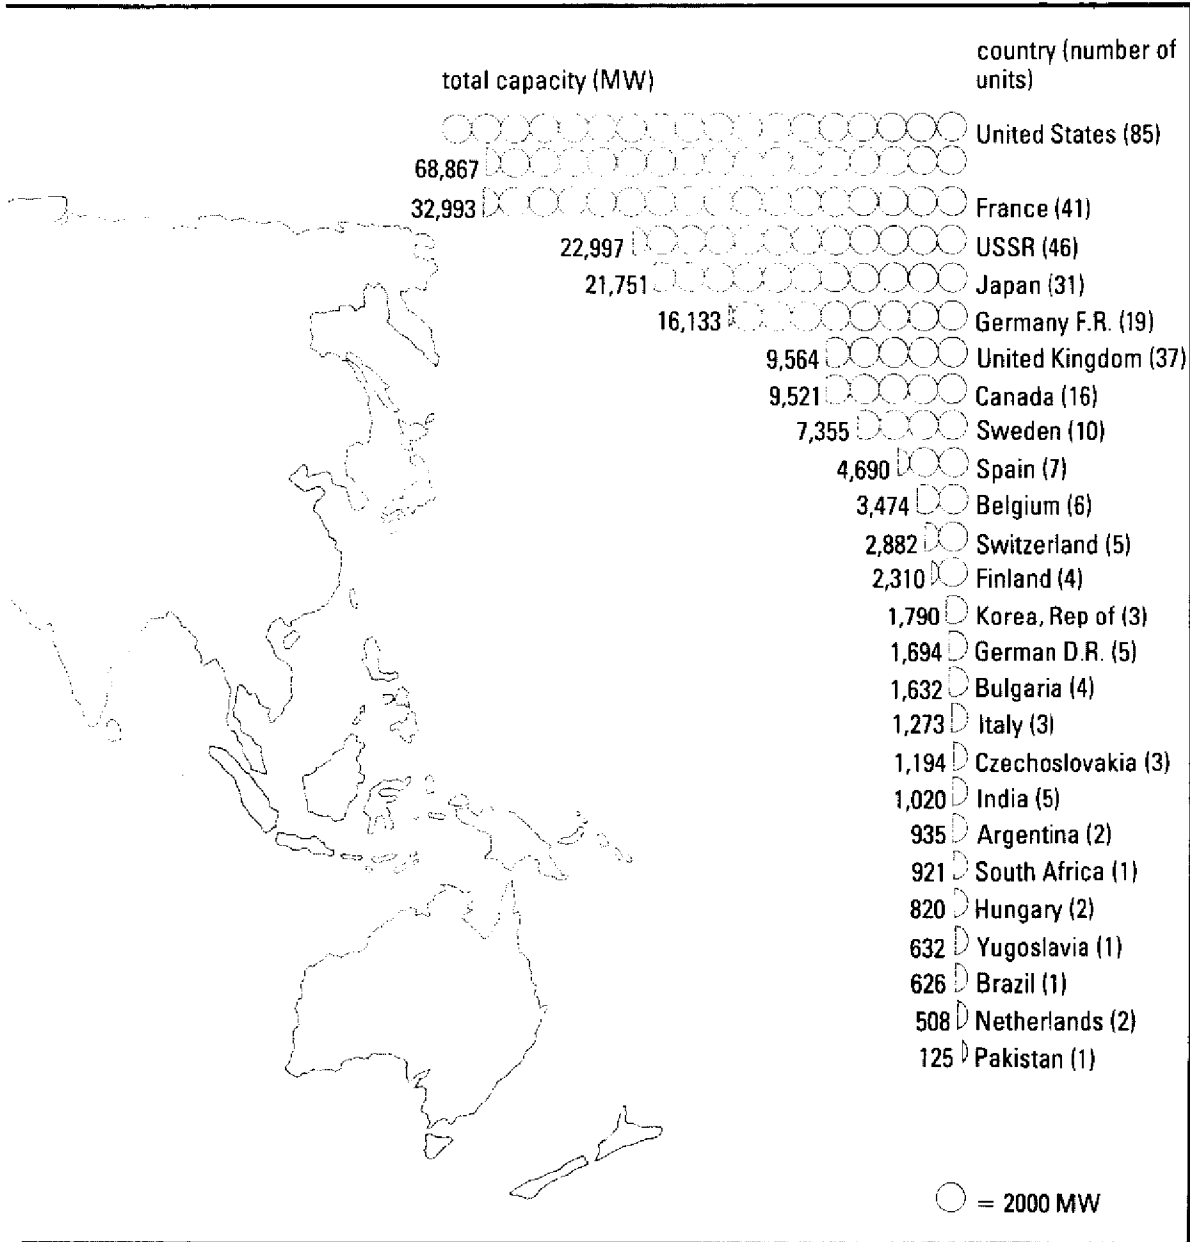 country (number of
units)
total capacity (MW)
United States (85)
68,867
32,993 France (41)
22,997 USSR (46)
21,751 Japan (31)
16,133 Germany F.R. (19)
9,564 United Kingdom (37)
9,521 Canada (16)
7,355 Sweden (10)
4,690 Spain (7)
3,474 Belgium (6)
2,882 Switzerland (5)
2,310 Finland (4)
1,790 Korea, Rep of (3)
1,694 German D.R. (5)
1,632 Bulgaria (4)
1,273 Italy (3)
1,194 Czechoslovakia (3)
1,020 India (5)
935 Argentina (2)
921 South Africa (1)
820 Hungary (2)
632 Yugoslavia (1)
626 Brazil (1)
508 Netherlands (2)
125 Pakistan (1)
= 2000 MW